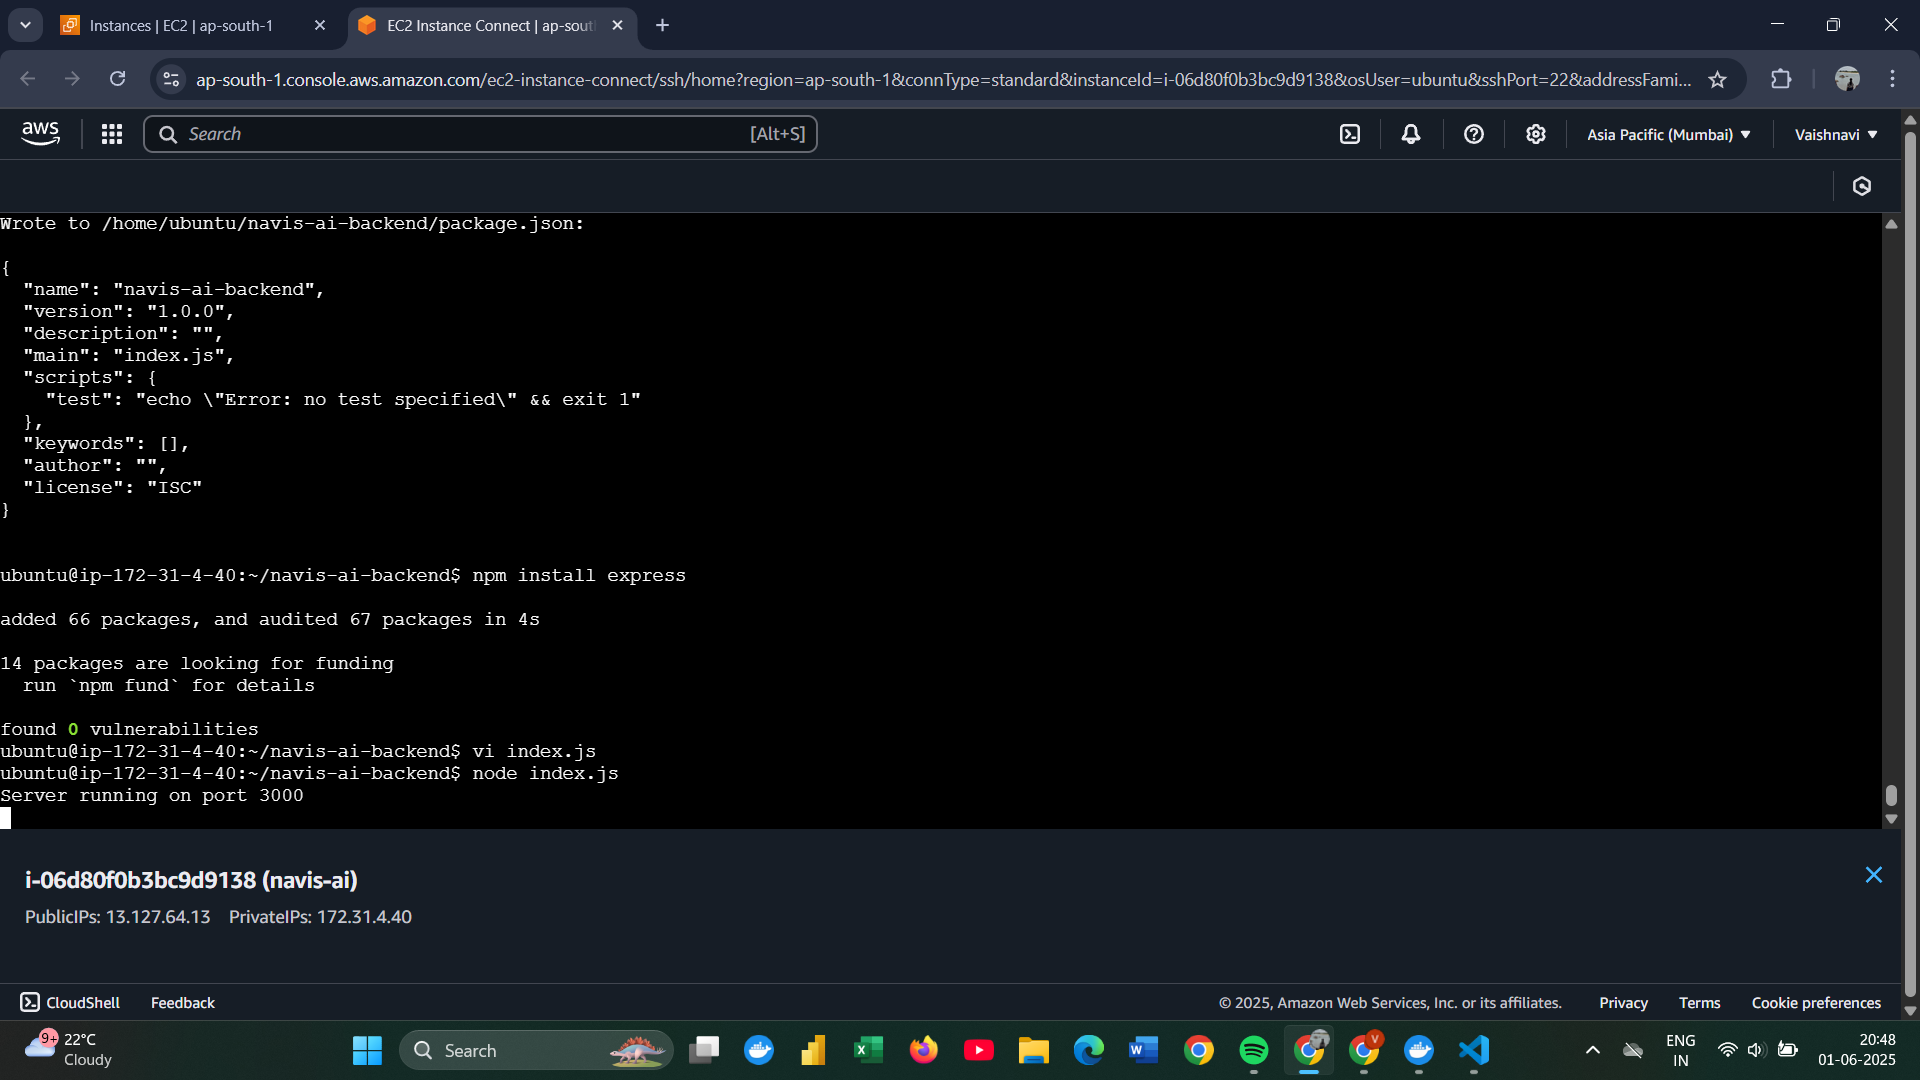 Instances | EC2 | ap-south-1
EC2 Instance Connect | ap-sout
ap-south-1.console.aws.amazon.com/ec2-instance-connect/ssh/home?region=ap-south-1&connType=standard&instanceId=i-06d80f0b3bc9d9138&osUser=ubuntu&sshPort=22&addressFami...
aws
Search
[Alt+S]
Asia Pacific (Mumbai)
Vaishnavi
Wrote to /home/ubuntu/navis-ai-backend/package.json:
{
"name": "navis-ai-backend",
"version": "1.0.0",
"description": "",
"main": "index.js",
"scripts": {
"test": "echo \"Error: no test specified\" && exit 1"
},
"keywords": [],
"author": "",
"license": "ISC"
}
ubuntu@ip-172-31-4-40:~/navis-ai-backend$ npm install express
added 66 packages, and audited 67 packages in 4s
14 packages are looking for funding
run `npm fund` for details
found 0 vulnerabilities
ubuntu@ip-172-31-4-40:~/navis-ai-backend$ vi index.js
ubuntu@ip-172-31-4-40:~/navis-ai-backend$ node index.js
Server running on port 3000
i-06d80f0b3bc9d9138 (navis-ai)
PublicIPs: 13.127.64.13 PrivateIPs: 172.31.4.40
CloudShell
Feedback
© 2025, Amazon Web Services, Inc. or its affiliates.
Privacy
Terms
Cookie preferences
9+
22°C
Cloudy
Search
V
ENG
IN
20:48
01-06-2025